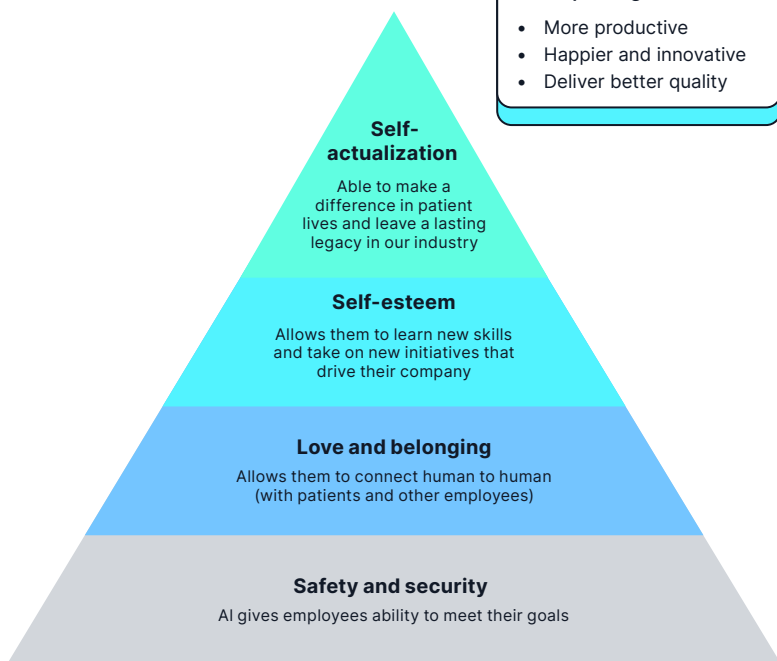 • More productive
• Happier and innovative
• Deliver better quality
Self-
actualization
Able to make a
difference in patient
lives and leave a lasting
legacy in our industry
Self-esteem
Allows them to learn new skills
and take on new initiatives that
drive their company
Love and belonging
Allows them to connect human to human
(with patients and other employees)
Safety and security
AI gives employees ability to meet their goals